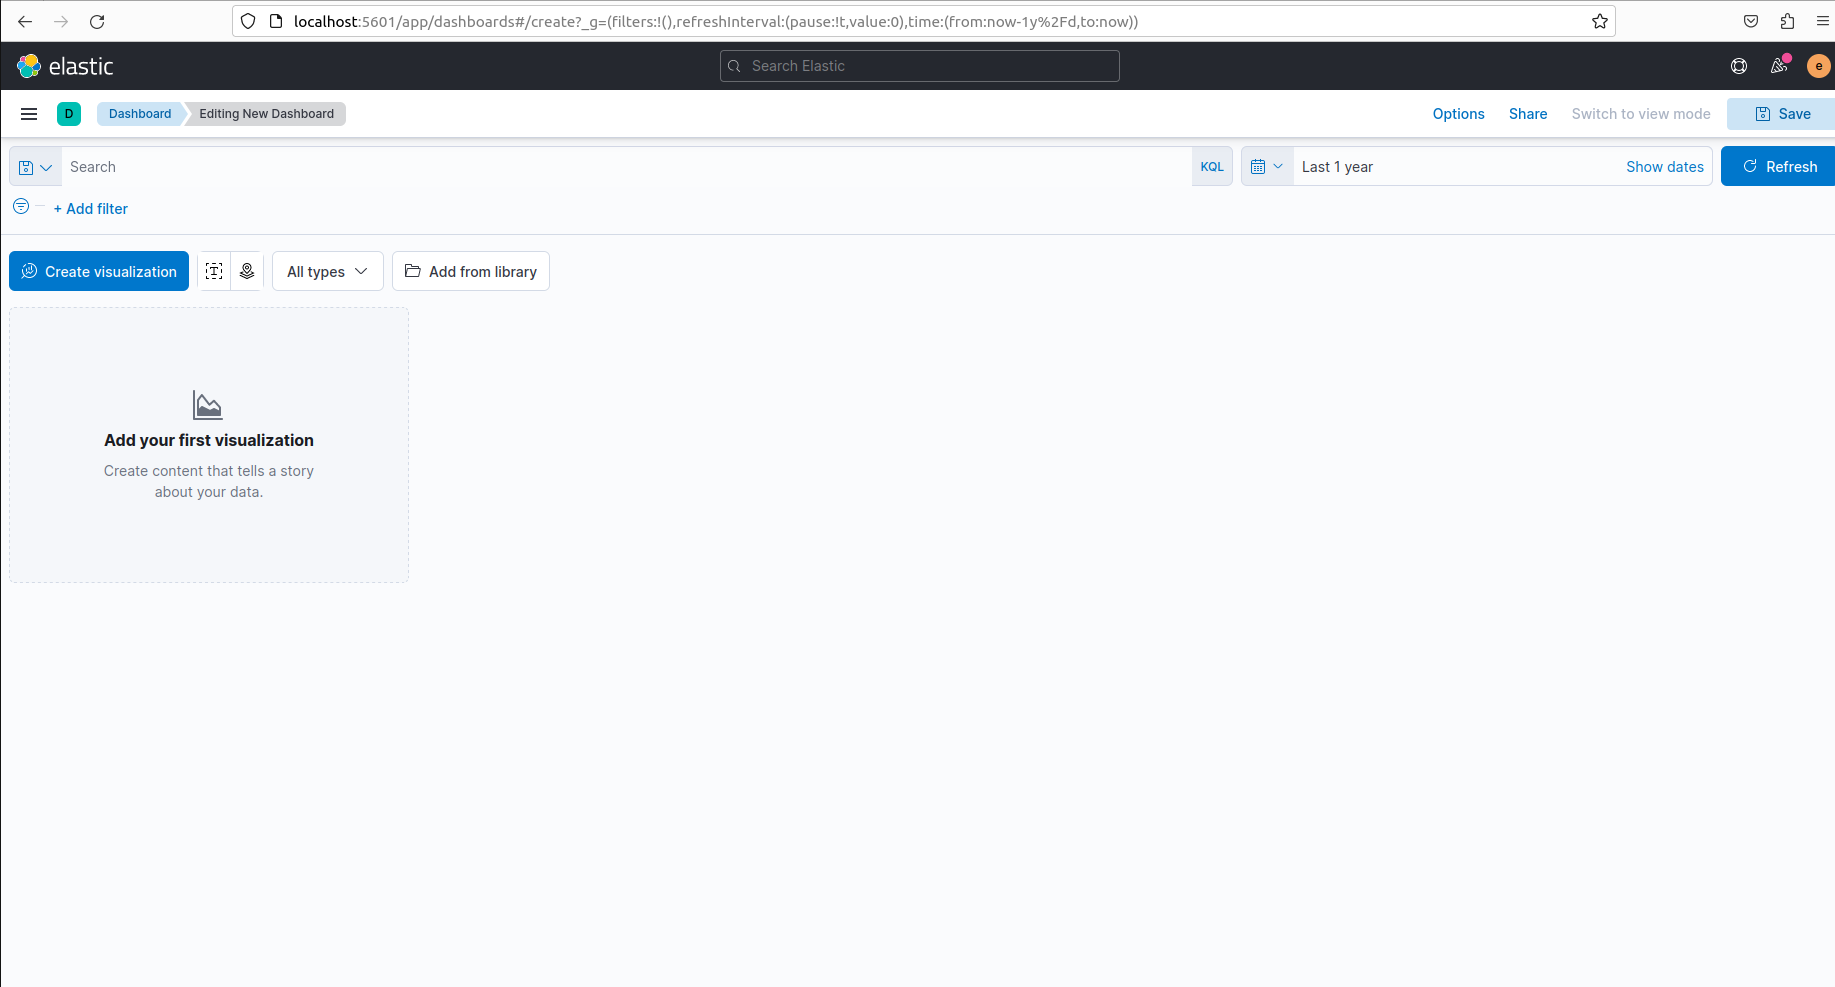 localhost:5601/app/dashboards#/create?_g=(filters:!(),refreshInterval:(pause:!t,value:0),time:(from:now-1y%2Fd,to:now))
elastic
Search Elastic
e
D
Dashboard
Editing New Dashboard
Options
Share
Switch to view mode
Save
Search
KQL
Last 1 year
Show dates
Refresh
+ Add filter
Create visualization
T
All types
Add from library
Add your first visualization
Create content that tells a story
about your data.